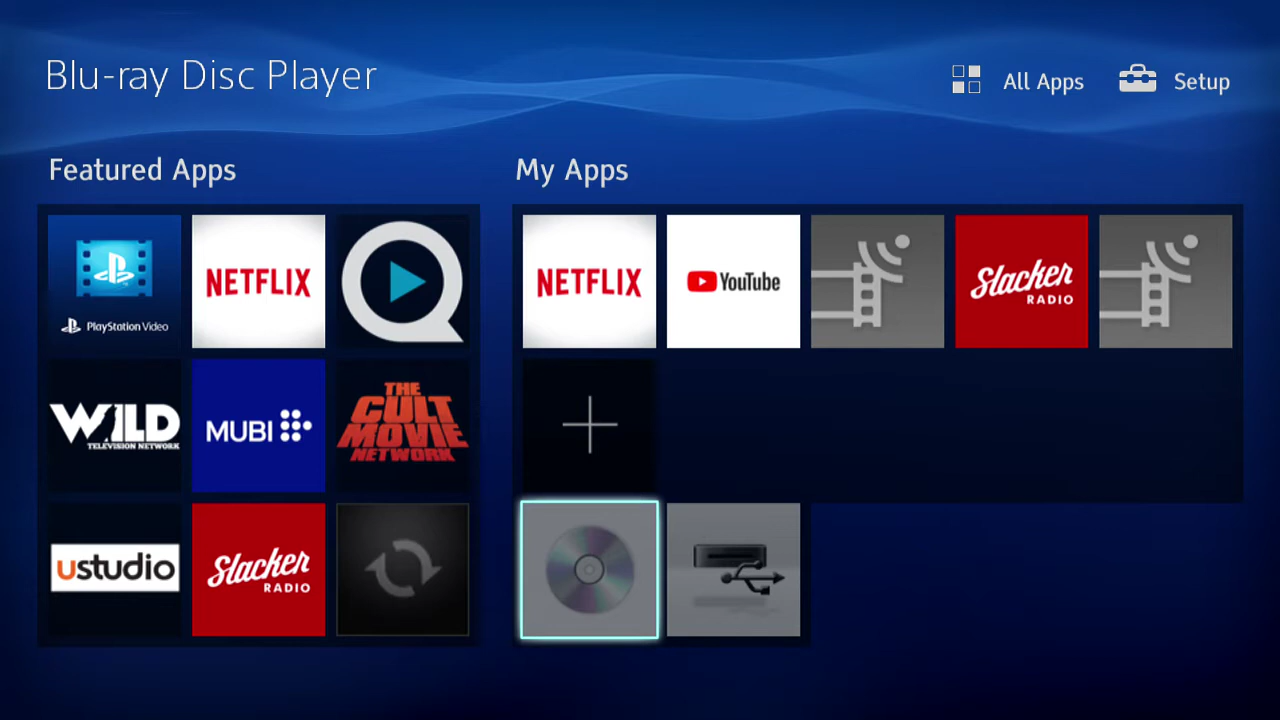 Blu-ray Disc Player
All Apps
Setup
Featured Apps
My Apps
PlayStation Video
NETFLIX
NETFLIX
YouTube
Slacker
RADIO
WILD
TELEVISION NETWORK
MUBI
THE
CULT
MOVIE
NETWORK
ustudio
Slacker
RADIO